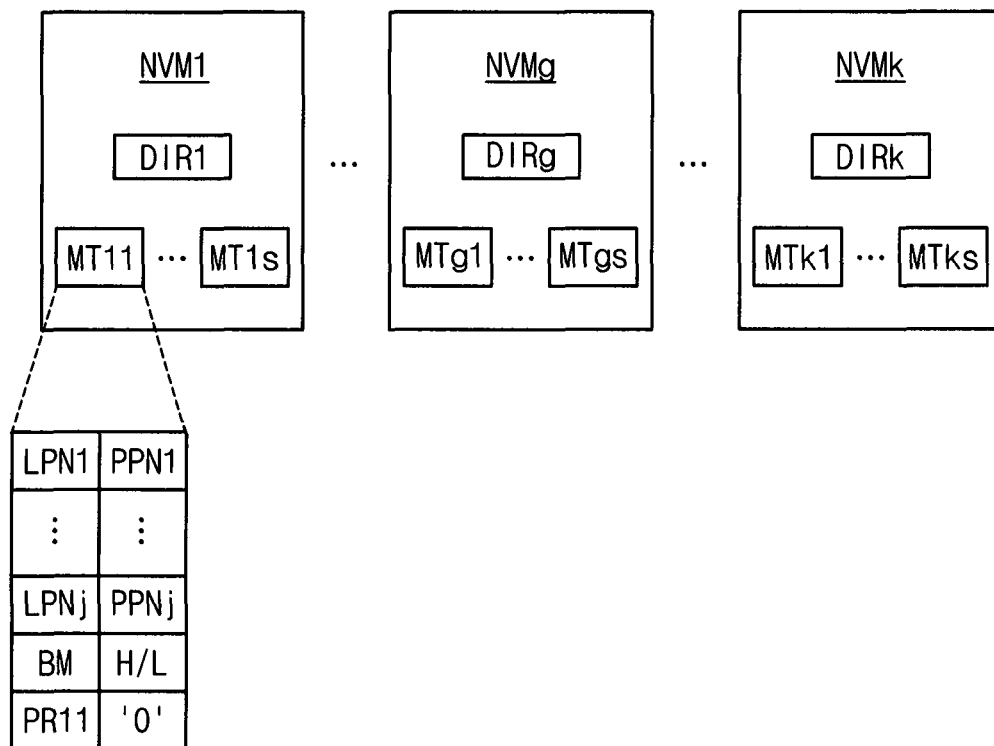 NVM1 NVMg NVMk
DIR1 ... DIRg ... DIRk
MT11 ... MT1s MTg1 ... MTgs MTk1 ... MTks
LPN1 PPN1
⋮ ⋮
LPNj PPNj
BM H/L
PR11 '0'